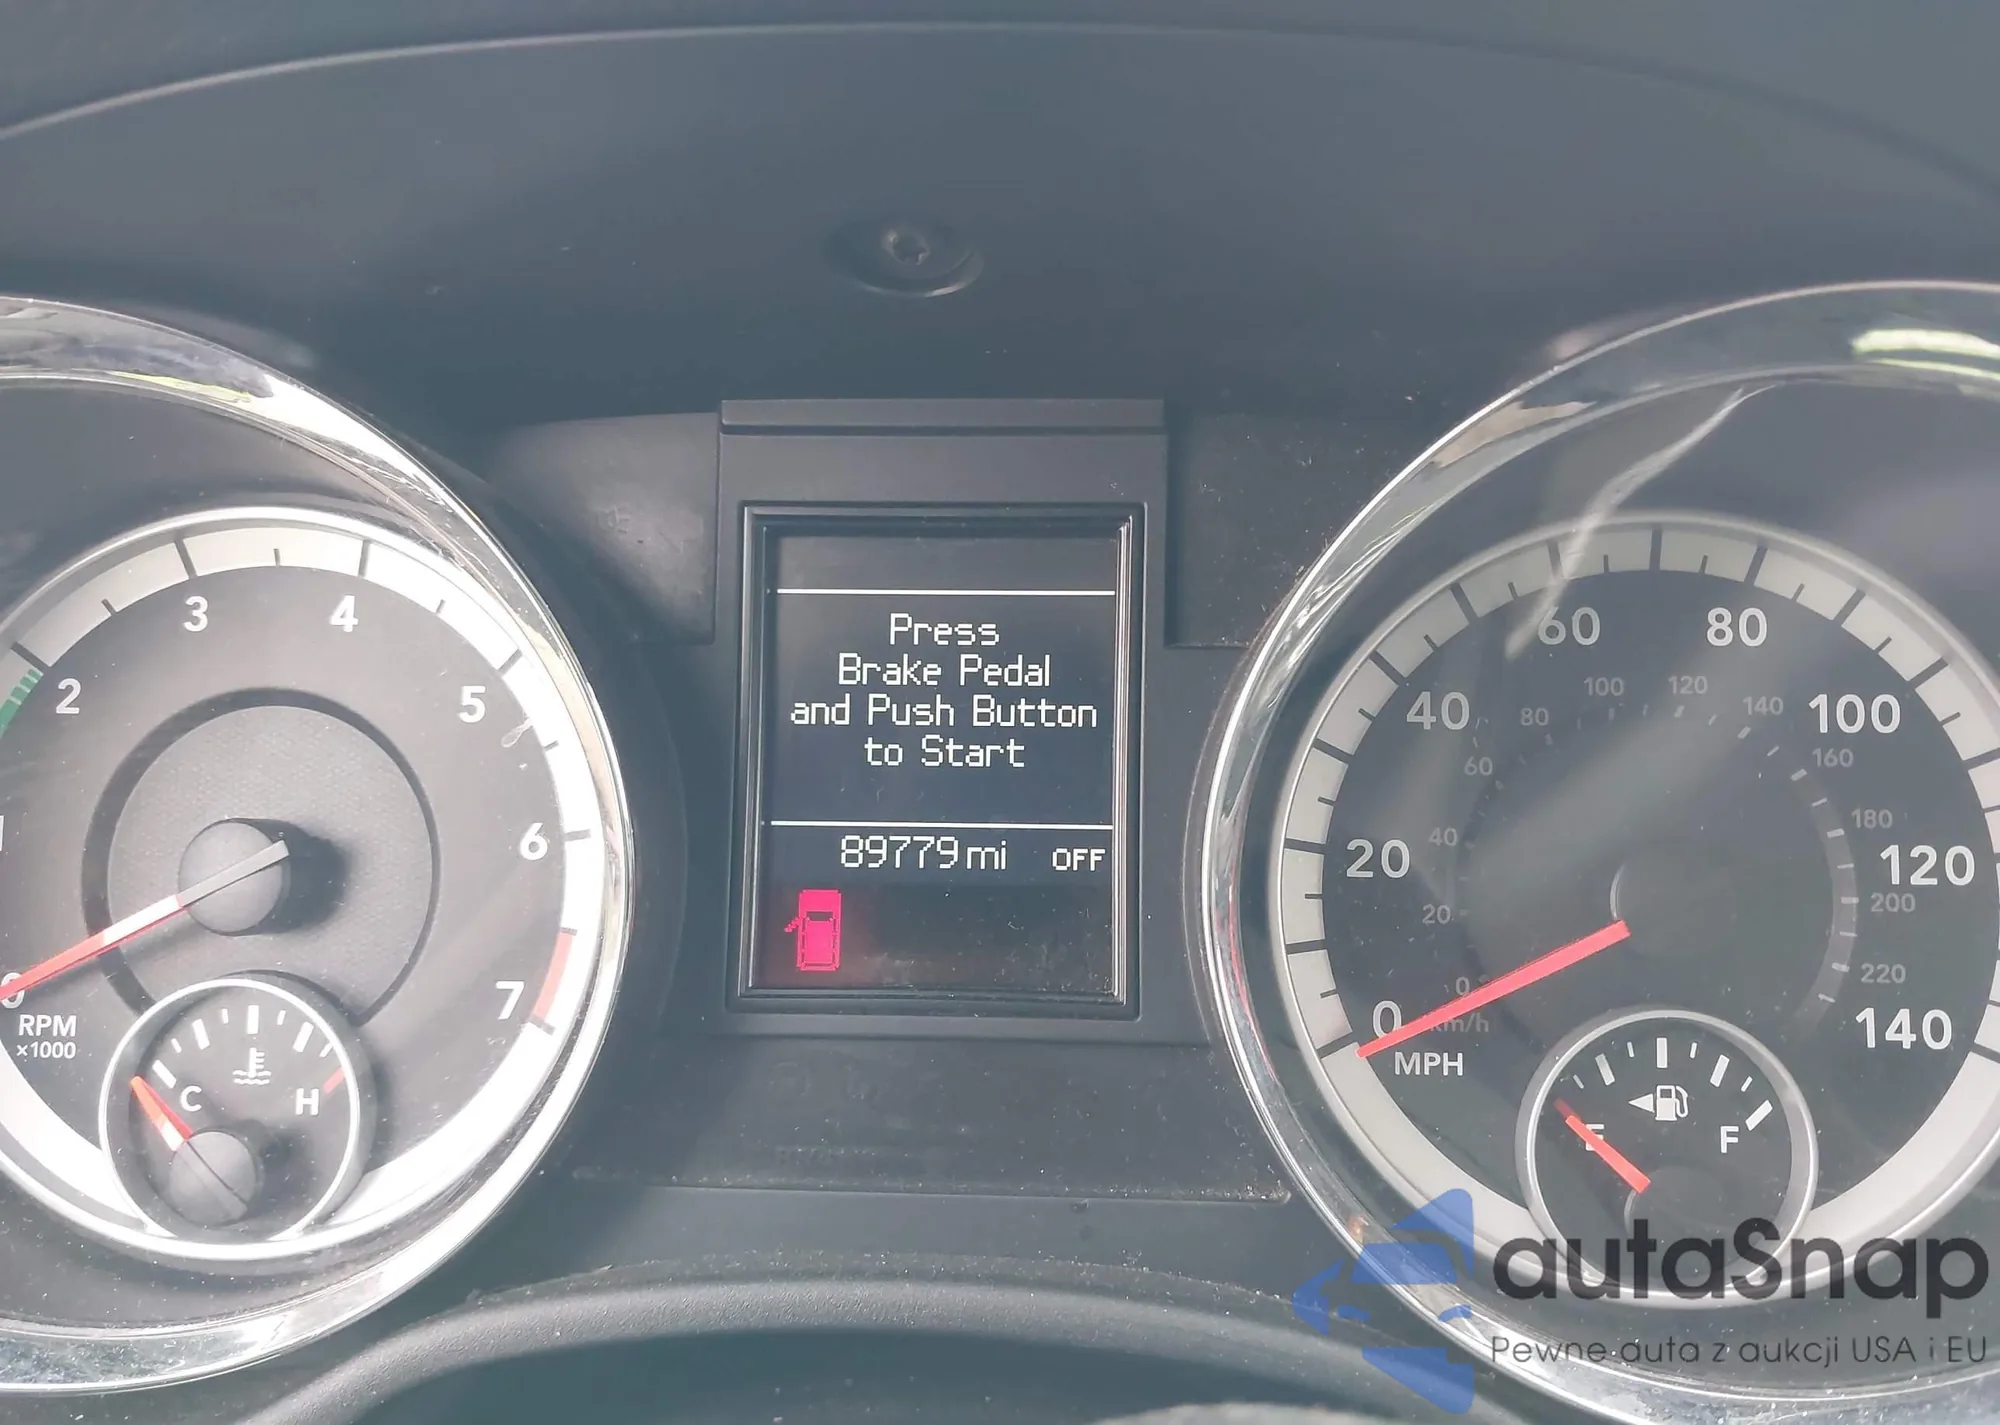 Press
Brake Pedal
and Push Button
to Start
89779 mi OFF
1
2
3
4
5
6
7
0
RPM
×1000
C H
0
20
40
60
80
100
120
140
MPH
0
20
40
60
80
100
120
140
160
180
200
220
km/h
E F
autaSnap
Pewne auta z aukcji USA i EU